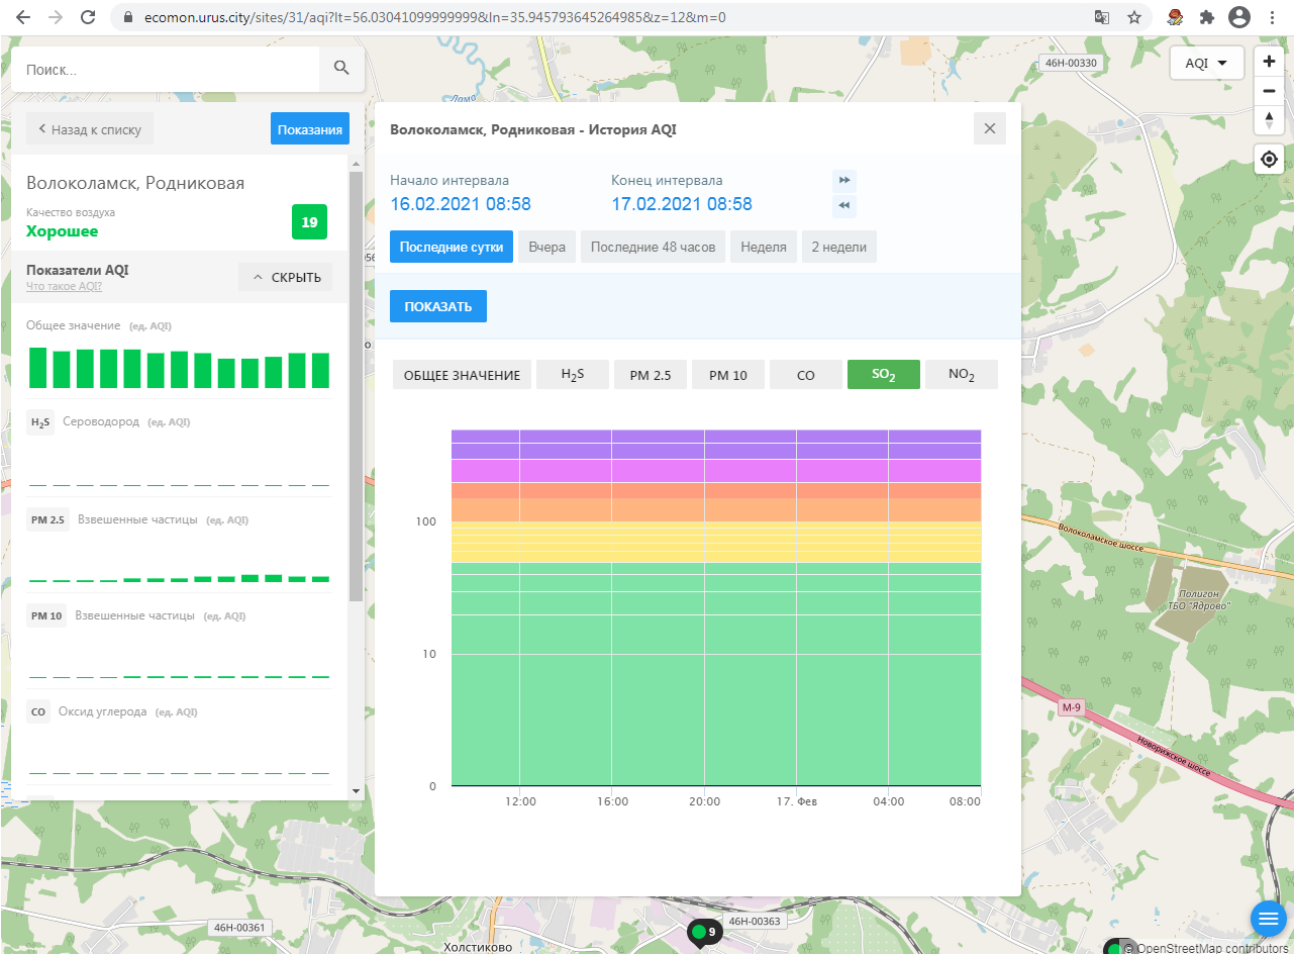 ecomon.urus.city/sites/31/aqi?lt=56.03041099999999&ln=35.945793645264985&z=12&m=0
Поиск...
46Н-00330
AQI
Назад к списку
Показания
Волоколамск, Родниковая
Качество воздуха
Хорошее
19
Показатели AQI
Что такое AQI?
СКРЫТЬ
Общее значение (ед. AQI)
H2S Сероводород (ед. AQI)
PM 2.5 Взвешенные частицы (ед. AQI)
PM 10 Взвешенные частицы (ед. AQI)
CO Оксид углерода (ед. AQI)
Волоколамск, Родниковая - История AQI
Начало интервала
16.02.2021 08:58
Конец интервала
17.02.2021 08:58
Последние сутки
Вчера
Последние 48 часов
Неделя
2 недели
ПОКАЗАТЬ
ОБЩЕЕ ЗНАЧЕНИЕ
H2S
PM 2.5
PM 10
CO
SO2
NO2
100
10
0
12:00
16:00
20:00
17. Фев
04:00
08:00
Волоколамское шоссе
Полигон
ТБО "Ядрово"
М-9
Новорижское шоссе
46Н-00361
46Н-00363
9
Холстиково
© OpenStreetMap contributors